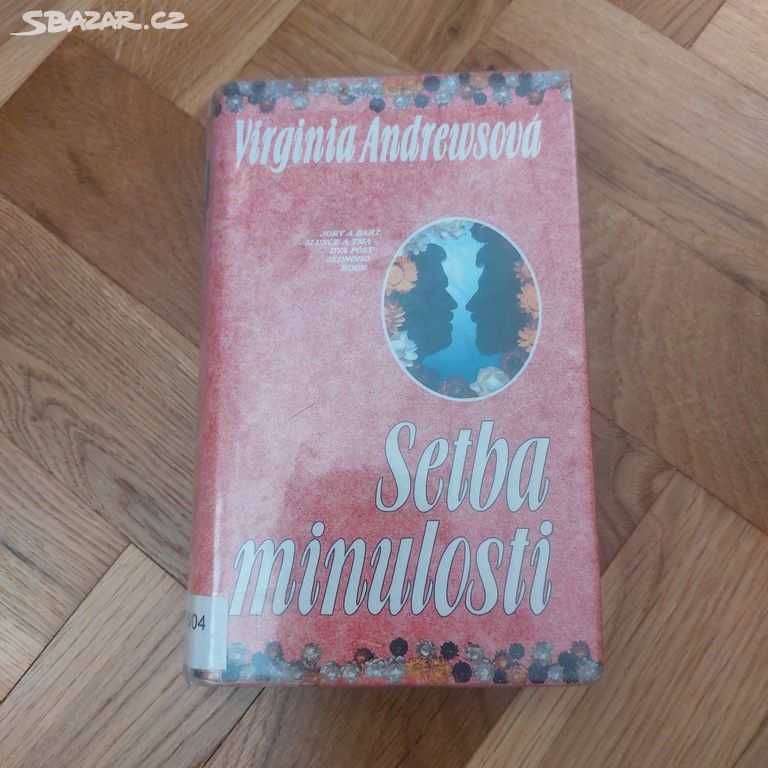 SBAZAR.CZ
Virginia Andrewsová
JORY A BART
- SLUNCE A TMA -
DVA PÓLY
JEDNOHO
RODU
Setba
minulosti